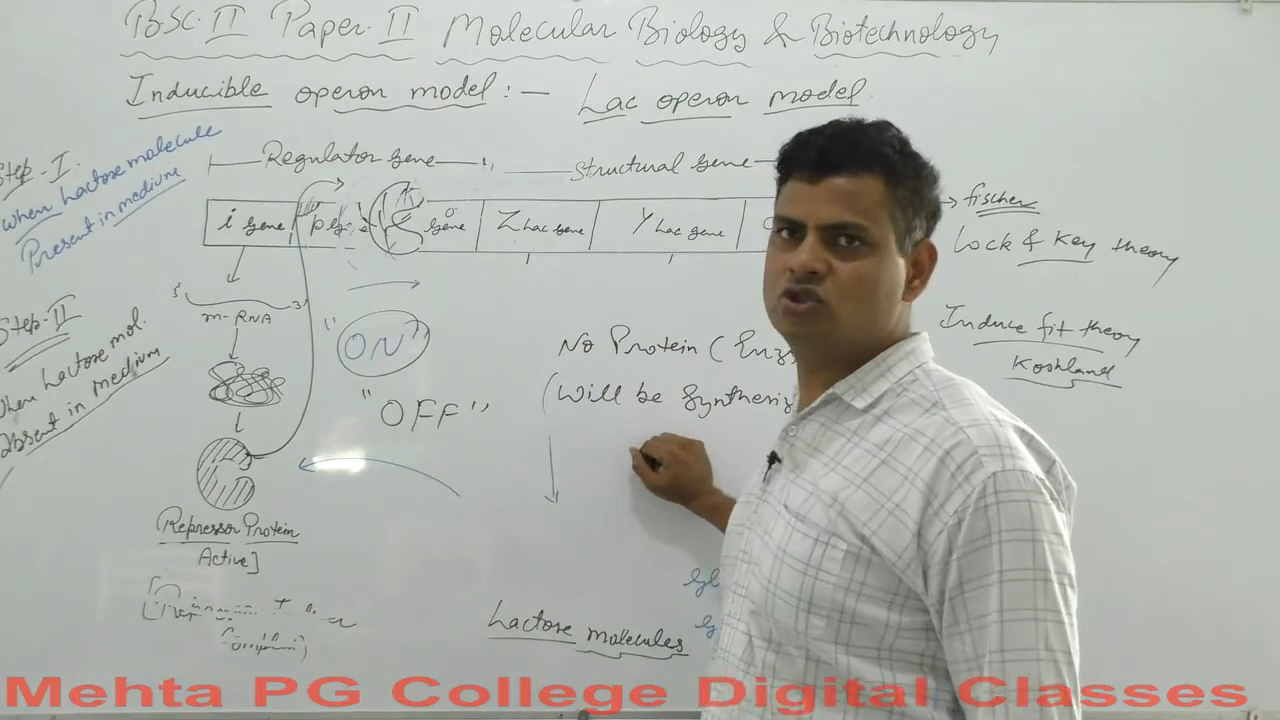 B.SC. II Paper-II Molecular Biology & Biotechnology
Inducible operon model :- Lac operon model
Step-I
When Lactose molecule
Present in medium
Regulator gene
Structural gene
i gene
o gene
Z lac gene
Y lac gene
fischer
Lock & Key theory
5'
3'
m-RNA
"ON"
"OFF"
Step-II
When Lactose mol.
absent in medium
No Protein (
(Will be
Induce fit theory
Koshland
Repressor Protein
Active]
Lactose molecules
Mehta PG College Digital Classes